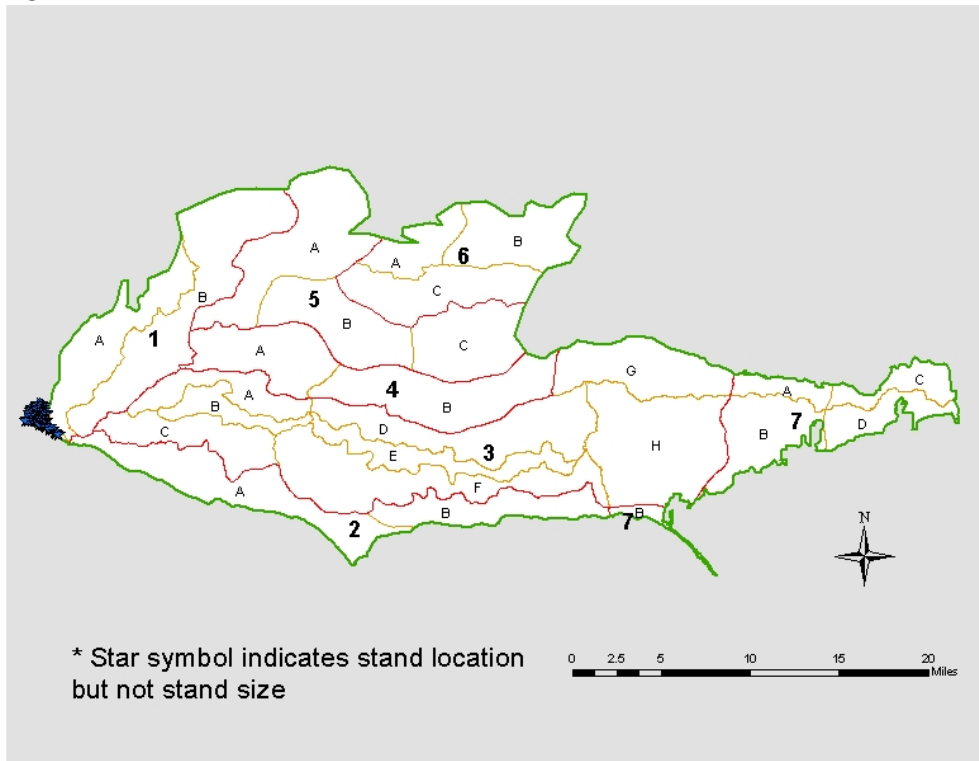 A
B
6
A
C
5
B
B
A
1
C
A
G
4
A
C
A
B
B
7
D
C
D
B
3
E
H
A
F
B
B
2
7
N
* Star symbol indicates stand location
but not stand size
0 2.5 5 10 15 20
Miles